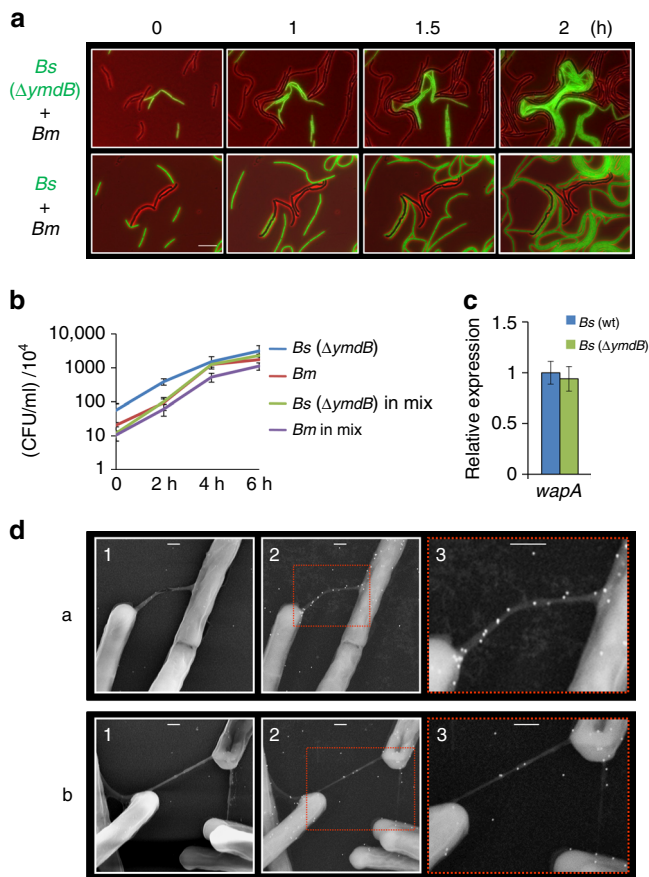 a
0 1 1.5 2 (h)
Bs
(ΔymdB)
+
Bm
Bs
+
Bm
b
10,000
1000
100
10
1
(CFU/ml) /10⁴
0 2 h 4 h 6 h
Bs (ΔymdB)
Bm
Bs (ΔymdB) in mix
Bm in mix
c
1.5
1
0.5
0
Relative expression
Bs (wt)
Bs (ΔymdB)
wapA
d
a
1 2 3
b
1 2 3